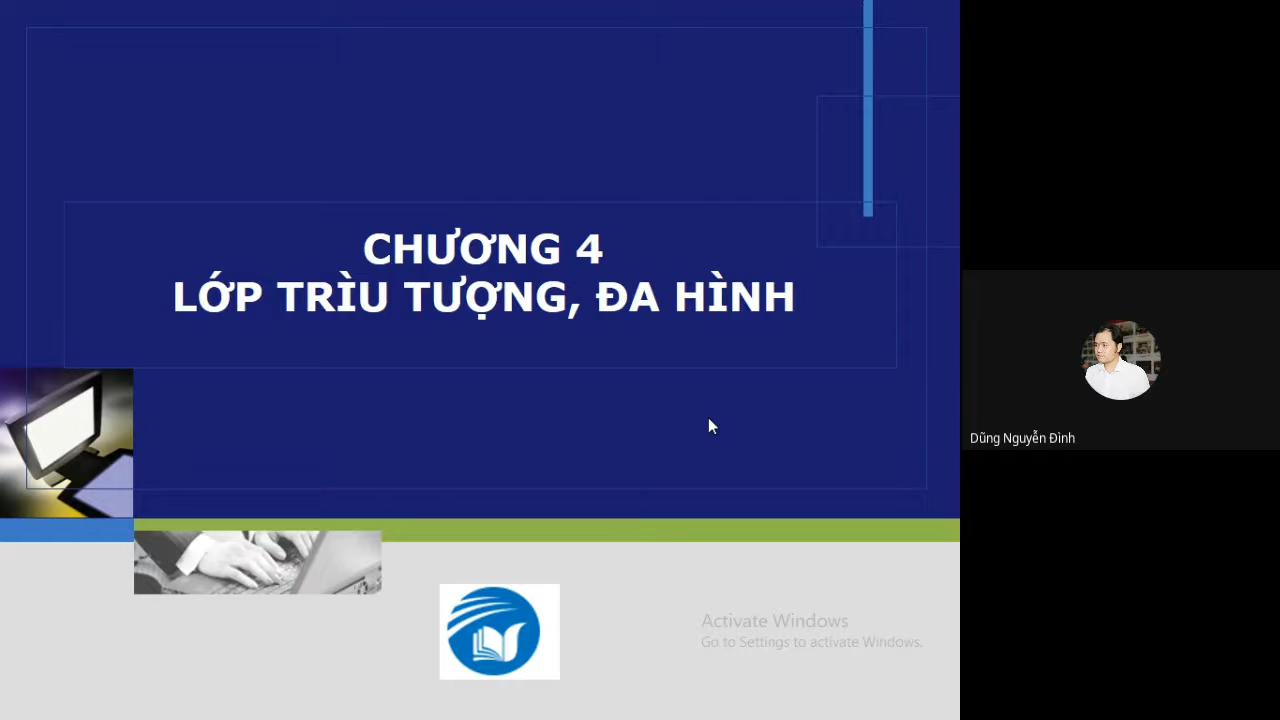 CHƯƠNG 4
LỚP TRÌU TƯỢNG, ĐA HÌNH
Dũng Nguyễn Đình
Activate Windows
Go to Settings to activate Windows.